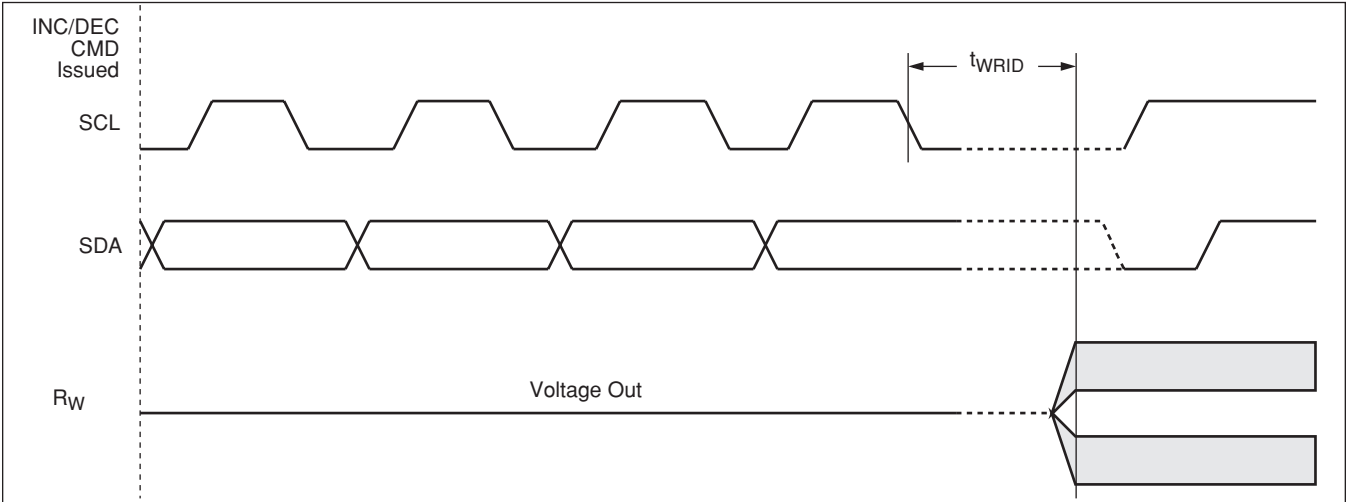 INC/DEC
CMD
Issued
tWRID
SCL
SDA
Voltage Out
RW